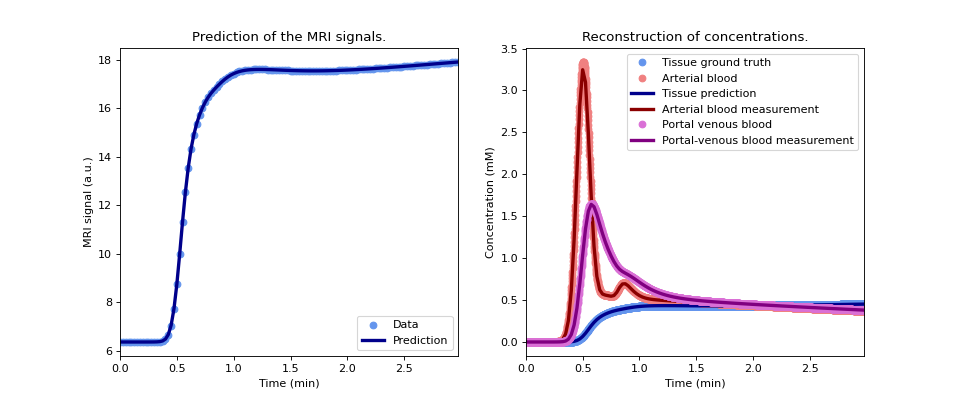 Prediction of the MRI signals.
MRI signal (a.u.)
18
16
14
12
10
8
6
0.0 0.5 1.0 1.5 2.0 2.5
Time (min)
Data
Prediction
Reconstruction of concentrations.
Concentration (mM)
3.5
3.0
2.5
2.0
1.5
1.0
0.5
0.0
0.0 0.5 1.0 1.5 2.0 2.5
Time (min)
Tissue ground truth
Arterial blood
Tissue prediction
Arterial blood measurement
Portal venous blood
Portal-venous blood measurement